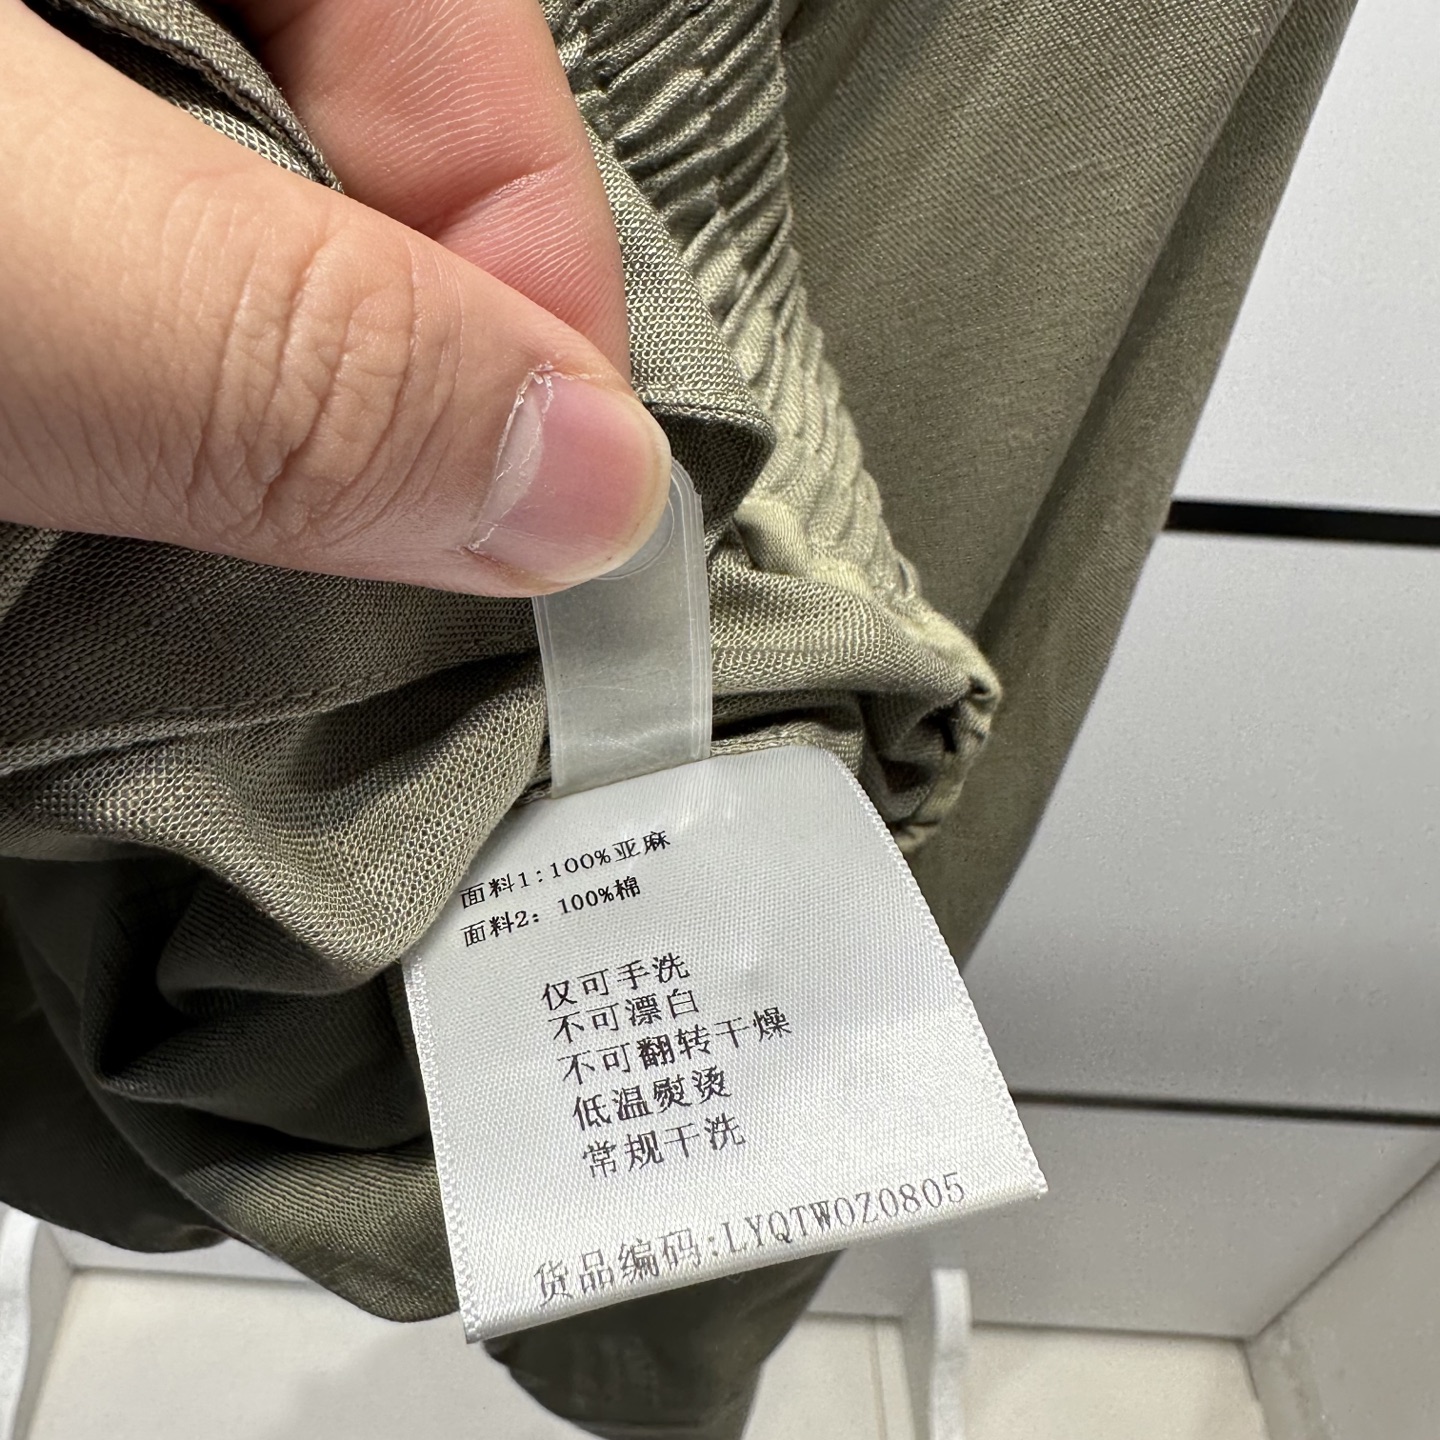 面料1:100%亚麻
面料2: 100%棉
仅可手洗
不可漂白
不可翻转干燥
低温熨烫
常规干洗
货品编码:LYQTWOZ0805